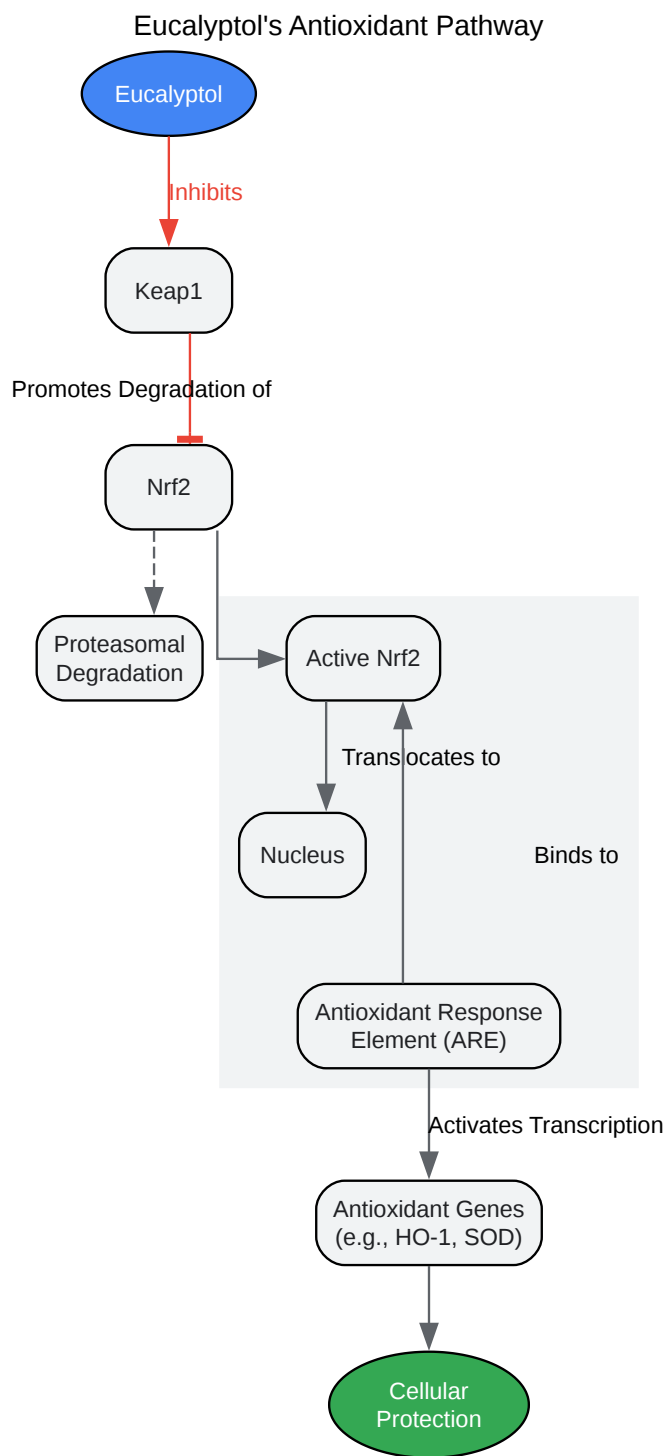 Eucalyptol's Antioxidant Pathway
Eucalyptol
Inhibits
Keap1
Promotes Degradation of
Nrf2
Proteasomal
Degradation
Active Nrf2
Translocates to
Nucleus
Binds to
Antioxidant Response
Element (ARE)
Activates Transcription
Antioxidant Genes
(e.g., HO-1, SOD)
Cellular
Protection